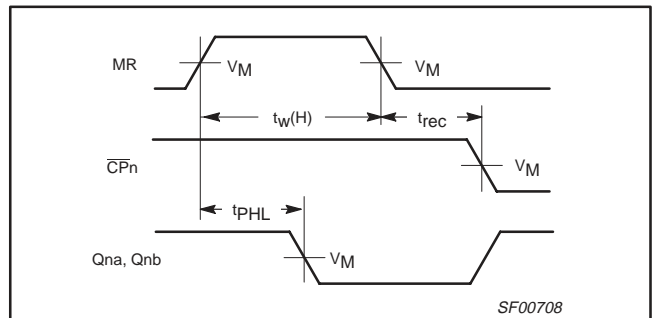 MR
VM
VM
tw(H)
trec
CPn
VM
tPHL
Qna, Qnb
VM
SF00708